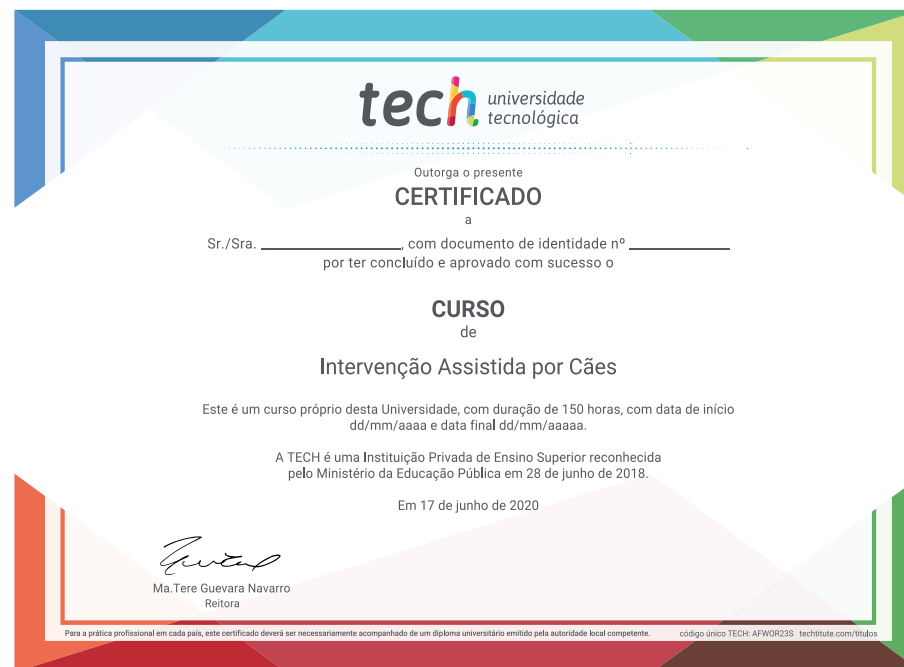 tech universidade
tecnológica
Outorga o presente
CERTIFICADO
a
Sr./Sra. ____________, com documento de identidade nº _________
por ter concluído e aprovado com sucesso o
CURSO
de
Intervenção Assistida por Cães
Este é um curso próprio desta Universidade, com duração de 150 horas, com data de início
dd/mm/aaaa e data final dd/mm/aaaaa.
A TECH é uma Instituição Privada de Ensino Superior reconhecida
pelo Ministério da Educação Pública em 28 de junho de 2018.
Em 17 de junho de 2020
Ma.Tere Guevara Navarro
Reitora
Para a prática profissional em cada país, este certificado deverá ser necessariamente acompanhado de um diploma universitário emitido pela autoridade local competente. código único TECH: AFWOR23S techtitute.com/titulos